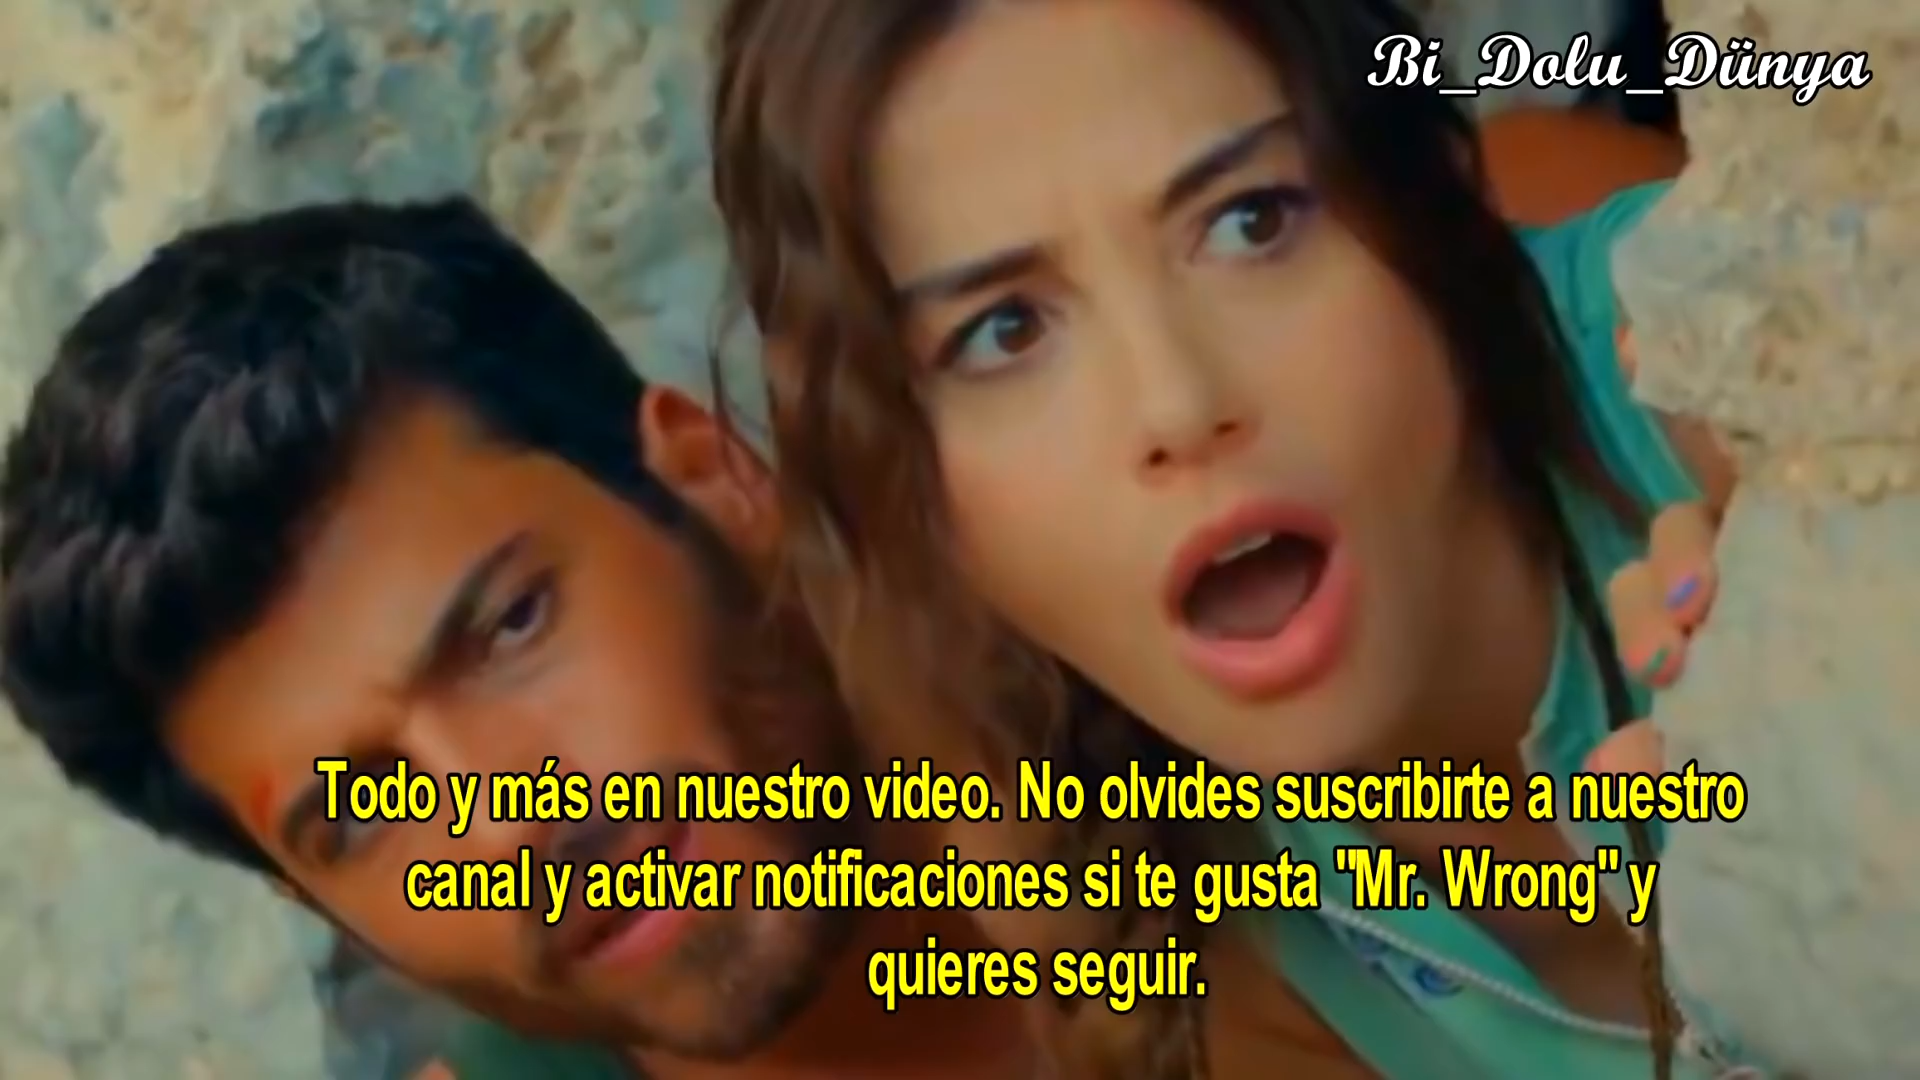 Bi_Dolu_Dünya
Todo y más en nuestro video. No olvides suscribirte a nuestro
canal y activar notificaciones si te gusta "Mr. Wrong" y
quieres seguir.